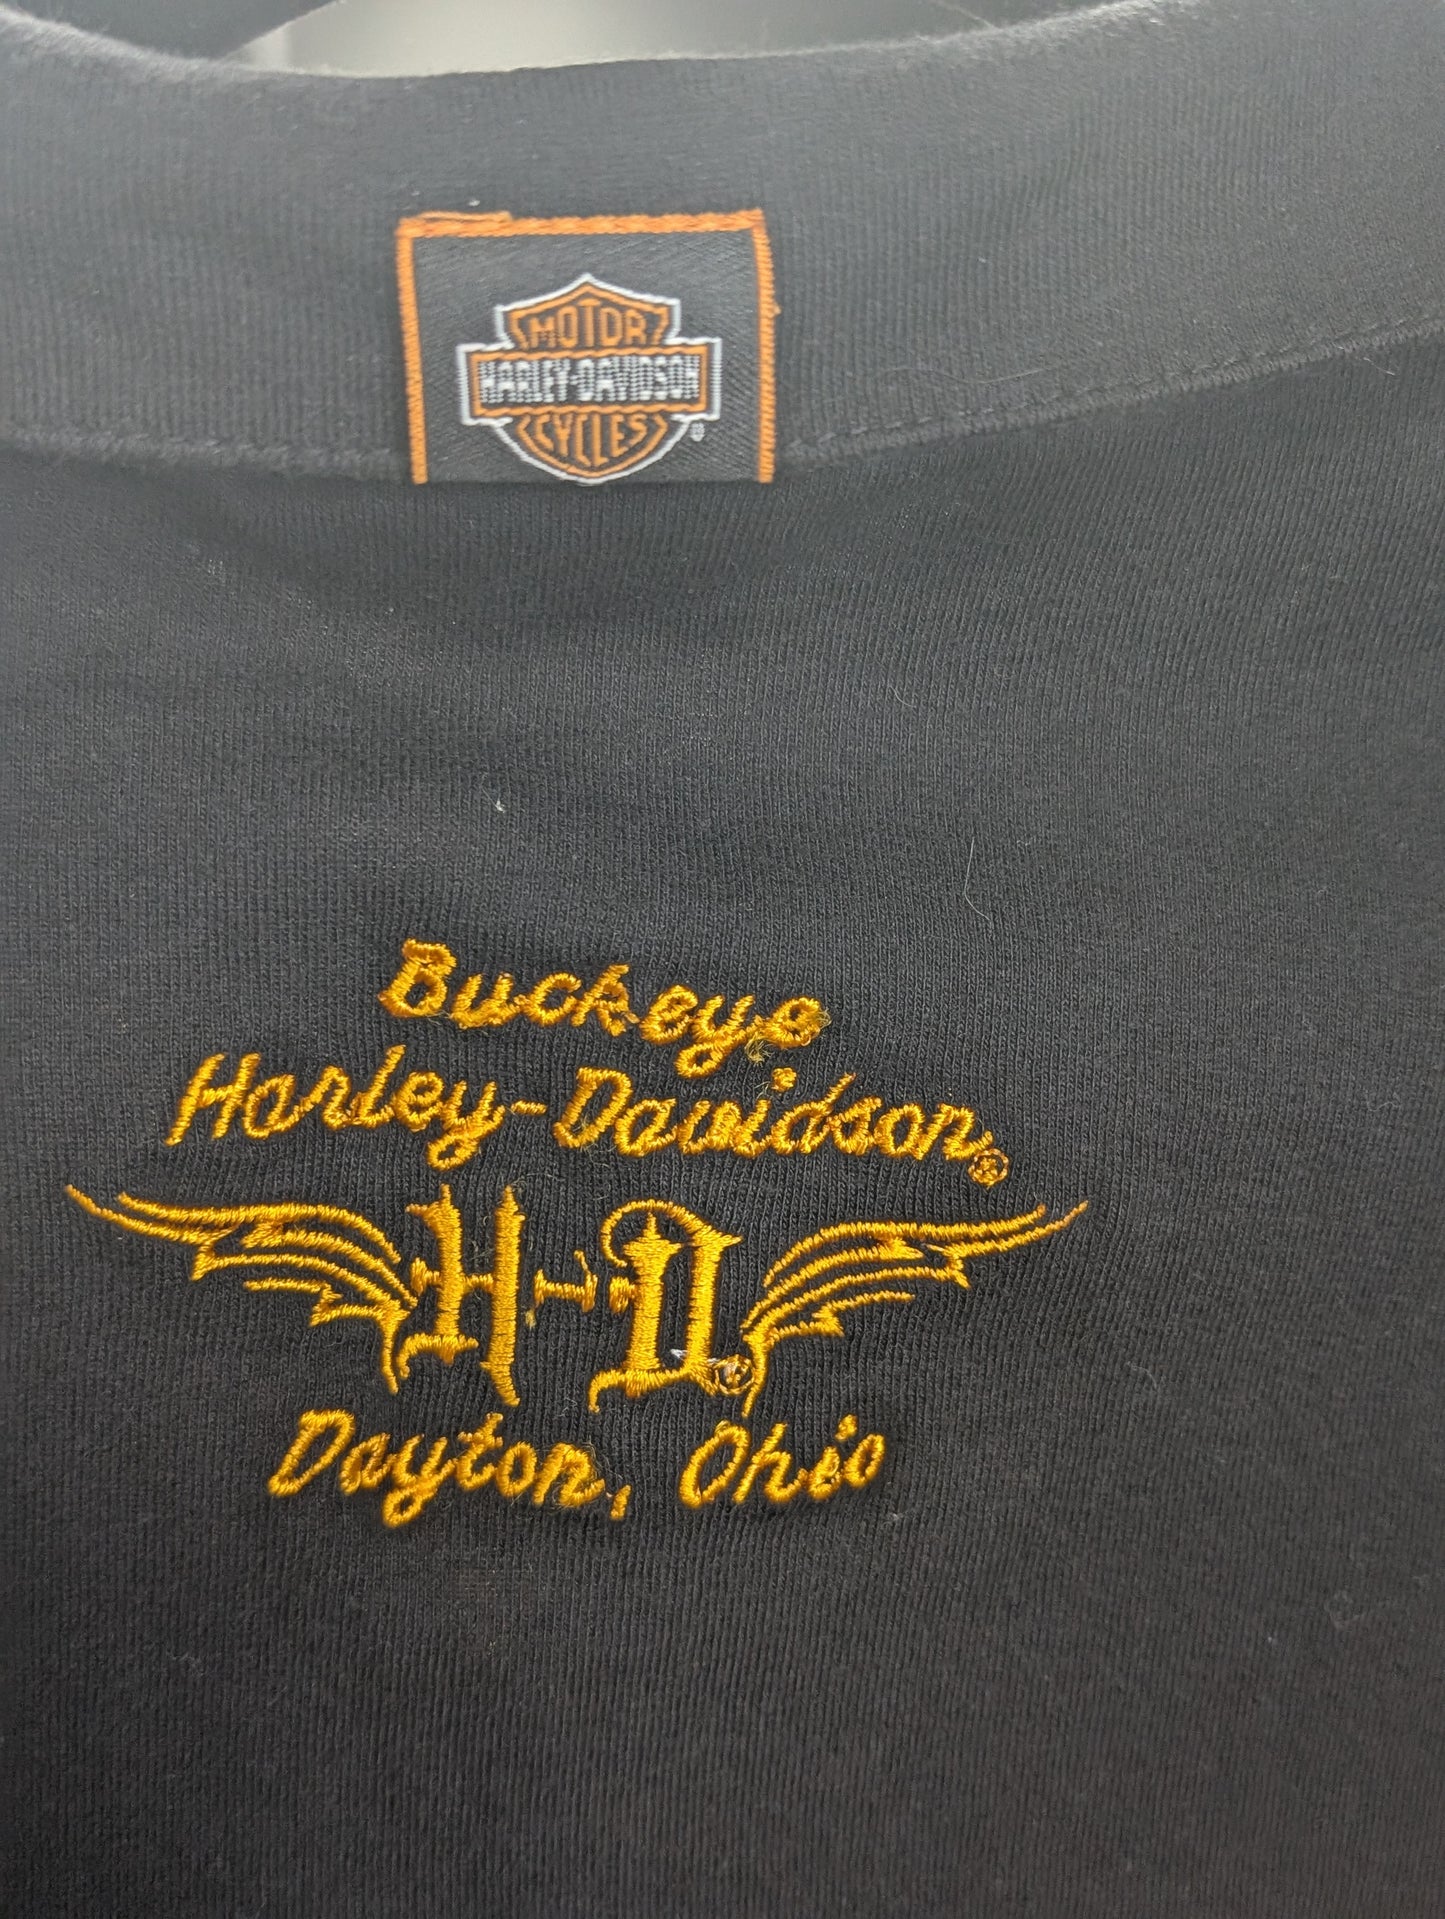 MOTOR
HARLEY-DAVIDSON
CYCLES
®
Buckeye
Harley-Davidson®
H-D®
Dayton, Ohio